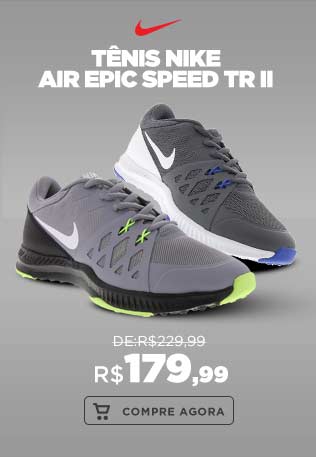 TÊNIS NIKE
AIR EPIC SPEED TR II
DE:R$229,99
R$179,99
COMPRE AGORA